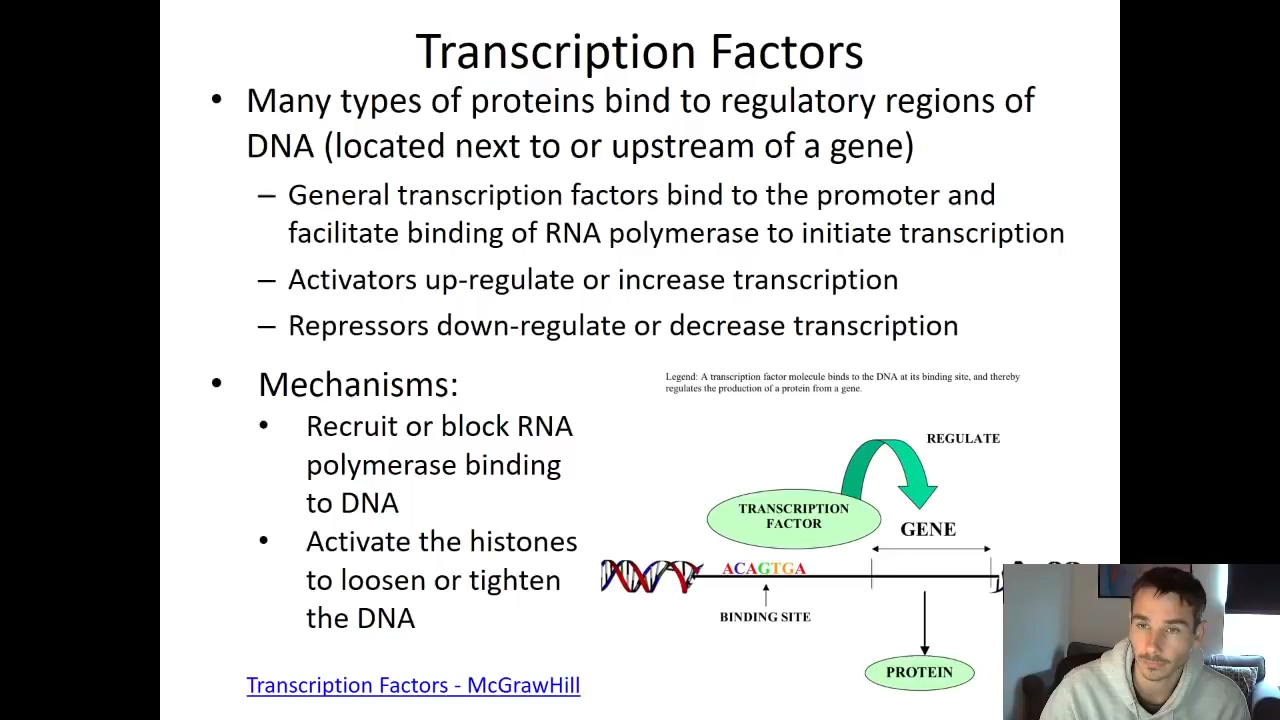 Transcription Factors
• Many types of proteins bind to regulatory regions of
DNA (located next to or upstream of a gene)
– General transcription factors bind to the promoter and
facilitate binding of RNA polymerase to initiate transcription
– Activators up-regulate or increase transcription
– Repressors down-regulate or decrease transcription
• Mechanisms:
• Recruit or block RNA
polymerase binding
to DNA
• Activate the histones
to loosen or tighten
the DNA
Transcription Factors - McGrawHill
Legend: A transcription factor molecule binds to the DNA at its binding site, and thereby
regulates the production of a protein from a gene.
REGULATE
TRANSCRIPTION
FACTOR
GENE
ACAGTGA
BINDING SITE
PROTEIN